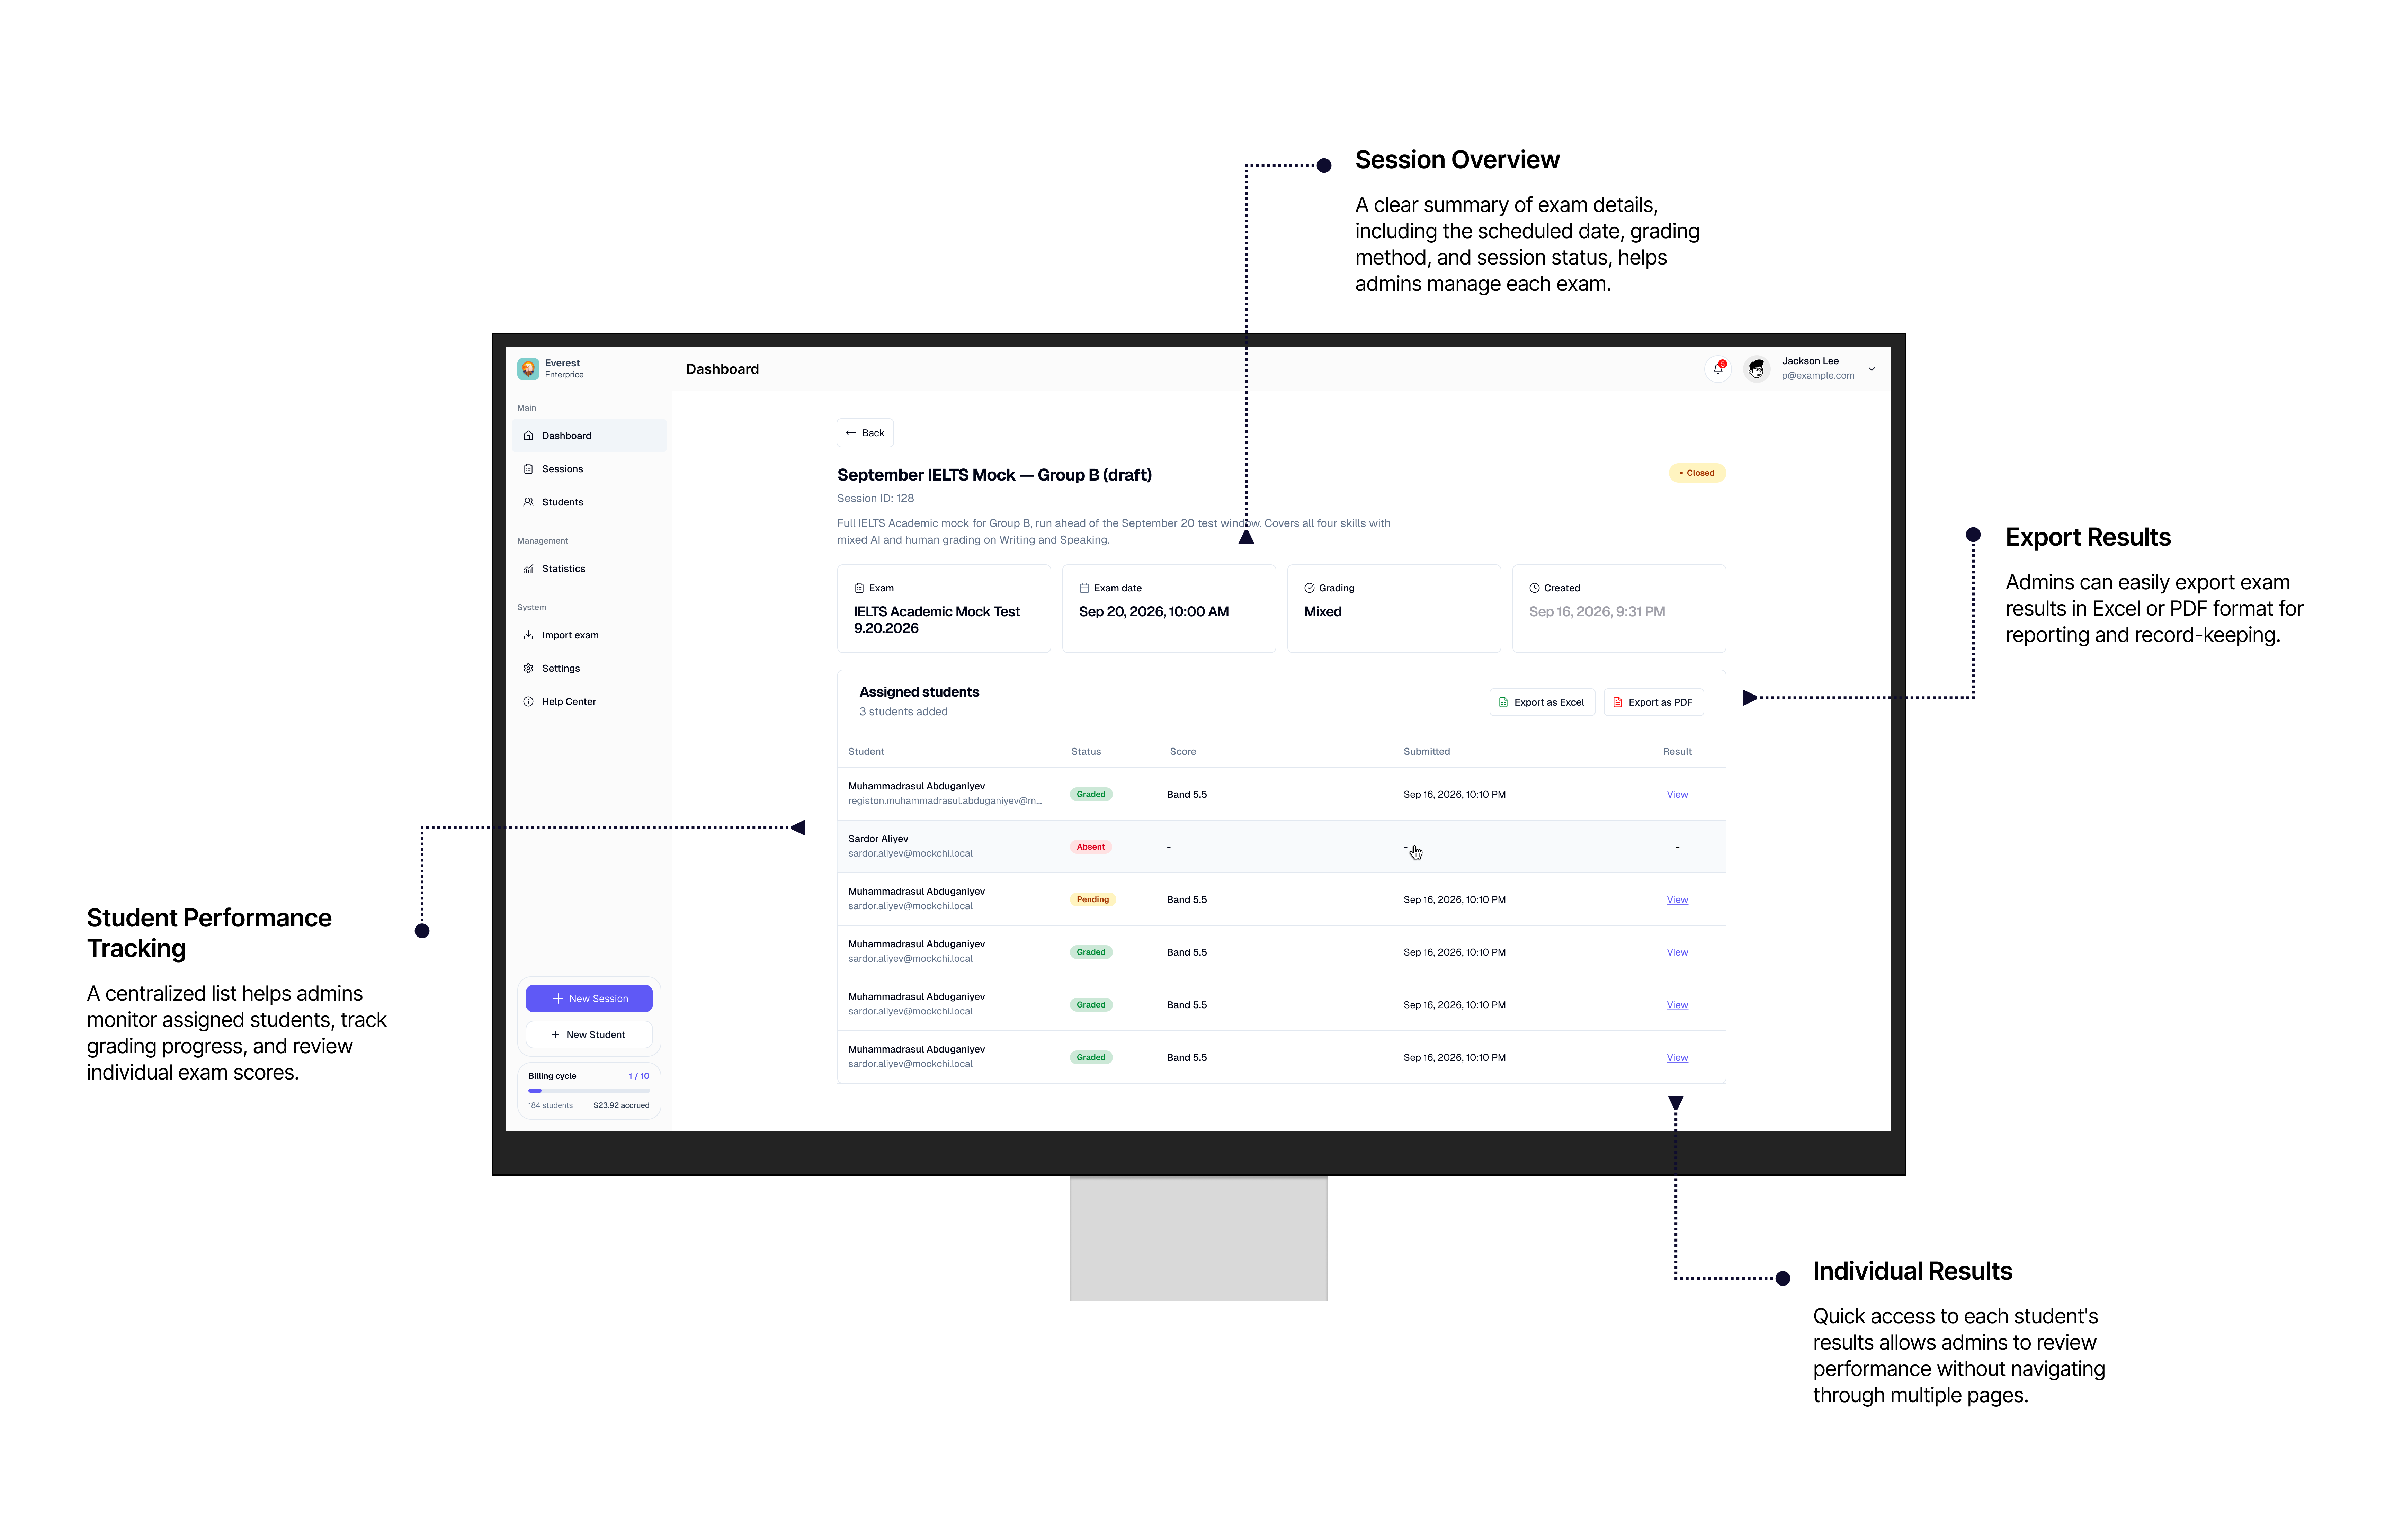 Session Overview
A clear summary of exam details,
including the scheduled date, grading
method, and session status, helps
admins manage each exam.
Everest
Enterprice
Dashboard
5
Jackson Lee
p@example.com
Main
Dashboard
Sessions
Students
Management
Statistics
System
Import exam
Settings
Help Center
New Session
New Student
Billing cycle 1 / 10
184 students $23.92 accrued
Back
September IELTS Mock — Group B (draft)
Closed
Session ID: 128
Full IELTS Academic mock for Group B, run ahead of the September 20 test window. Covers all four skills with
mixed AI and human grading on Writing and Speaking.
Exam
IELTS Academic Mock Test
9.20.2026
Exam date
Sep 20, 2026, 10:00 AM
Grading
Mixed
Created
Sep 16, 2026, 9:31 PM
Assigned students
3 students added
Export as Excel
Export as PDF
Student Status Score Submitted Result
Muhammadrasul Abduganiyev
registon.muhammadrasul.abduganiyev@m...
Graded Band 5.5 Sep 16, 2026, 10:10 PM View
Sardor Aliyev
sardor.aliyev@mockchi.local
Absent - - -
Muhammadrasul Abduganiyev
sardor.aliyev@mockchi.local
Pending Band 5.5 Sep 16, 2026, 10:10 PM View
Muhammadrasul Abduganiyev
sardor.aliyev@mockchi.local
Graded Band 5.5 Sep 16, 2026, 10:10 PM View
Muhammadrasul Abduganiyev
sardor.aliyev@mockchi.local
Graded Band 5.5 Sep 16, 2026, 10:10 PM View
Muhammadrasul Abduganiyev
sardor.aliyev@mockchi.local
Graded Band 5.5 Sep 16, 2026, 10:10 PM View
Export Results
Admins can easily export exam
results in Excel or PDF format for
reporting and record-keeping.
Student Performance
Tracking
A centralized list helps admins
monitor assigned students, track
grading progress, and review
individual exam scores.
Individual Results
Quick access to each student's
results allows admins to review
performance without navigating
through multiple pages.